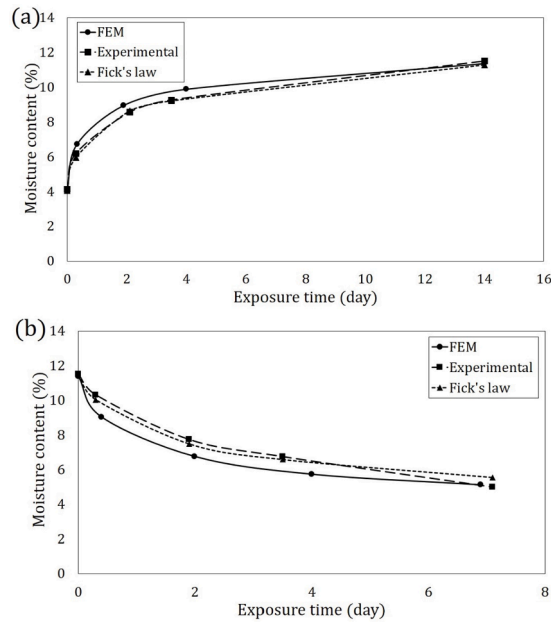 (a)
14
12
10
8
6
4
2
0
Moisture content (%)
FEM
Experimental
Fick's law
0 2 4 6 8 10 12 14 16
Exposure time (day)
(b)
14
12
10
8
6
4
2
0
Moisture content (%)
FEM
Experimental
Fick's law
0 2 4 6 8
Exposure time (day)